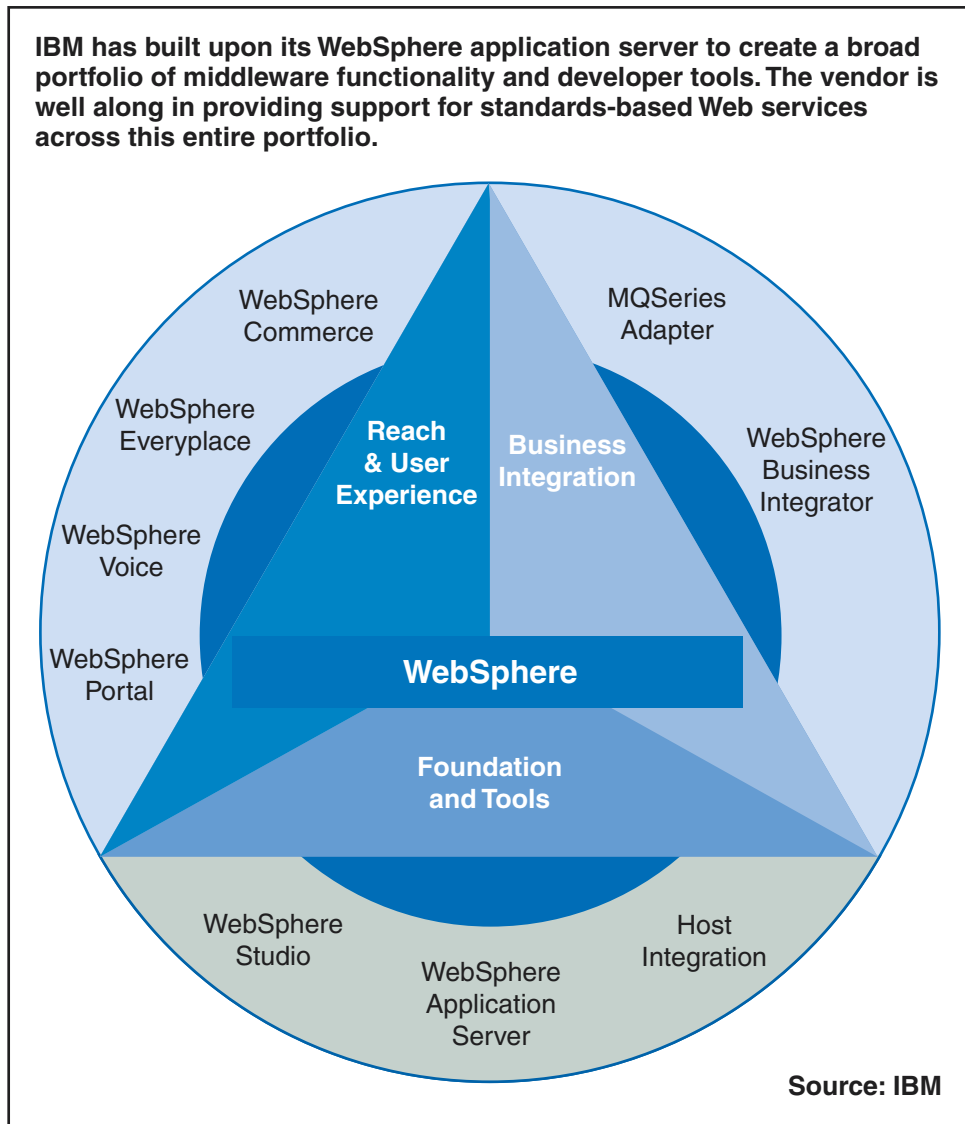 IBM has built upon its WebSphere application server to create a broad
portfolio of middleware functionality and developer tools. The vendor is
well along in providing support for standards-based Web services
across this entire portfolio.
WebSphere
Commerce
MQSeries
Adapter
WebSphere
Everyplace
Reach
& User
Experience
Business
Integration
WebSphere
Business
Integrator
WebSphere
Voice
WebSphere
Portal
WebSphere
Foundation
and Tools
WebSphere
Studio
WebSphere
Application
Server
Host
Integration
Source: IBM